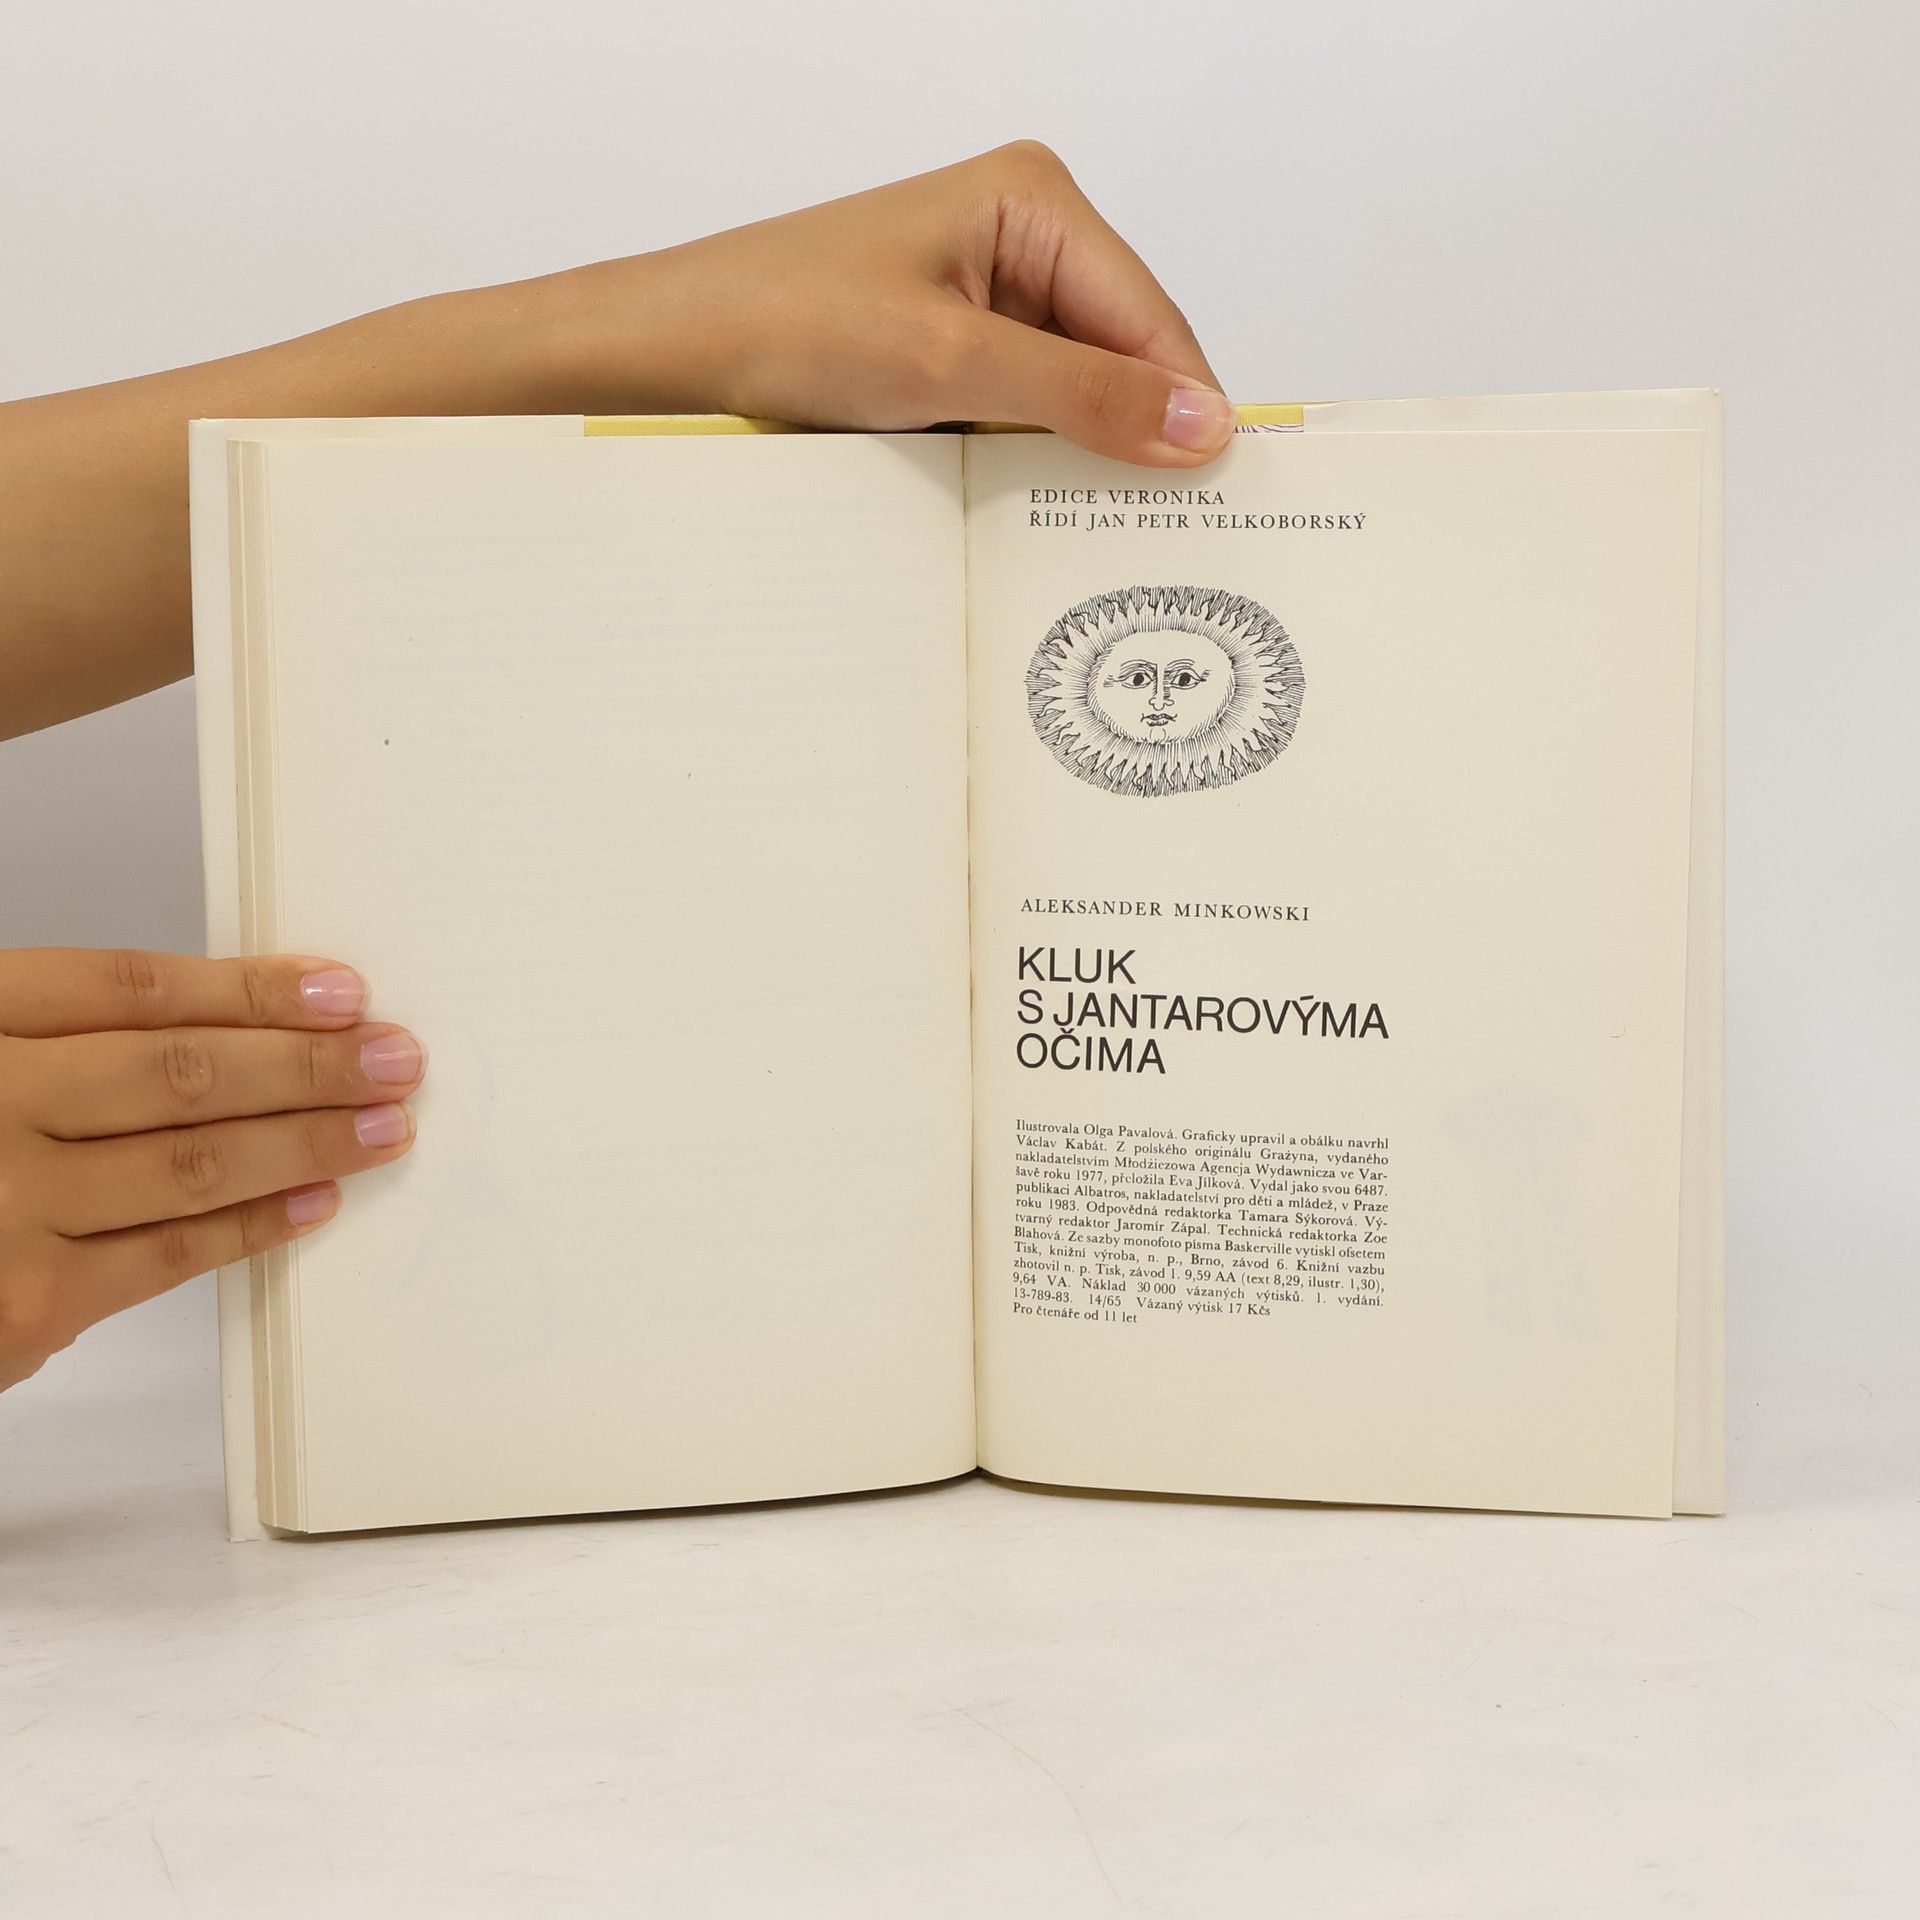 EDICE VERONIKA
ŘÍDÍ JAN PETR VELKOBORSKÝ
ALEKSANDER MINKOWSKI
KLUK
S JANTAROVÝMA
OČIMA
Ilustrovala Olga Pavalová. Graficky upravil a obálku navrhl
Václav Kabát. Z polského originálu Grażyna, vydaného
nakladatelstvím Młodzieżowa Agencja Wydawnicza ve Var-
šavě roku 1977, přeložila Eva Jílková. Vydal jako svou 6487.
publikaci Albatros, nakladatelství pro děti a mládež, v Praze
roku 1983. Odpovědná redaktorka Tamara Sýkorová. Vý-
tvarný redaktor Jaromír Zápal. Technická redaktorka Zoe
Blahová. Ze sazby monofoto písma Baskerville vytiskl ofsetem
Tisk, knižní výroba, n. p., Brno, závod 6. Knižní vazbu
zhotovil n. p. Tisk, závod 1. 9,59 AA (text 8,29, ilustr. 1,30),
9,64 VA. Náklad 30 000 vázaných výtisků. 1. vydání.
13-789-83. 14/65 Vázaný výtisk 17 Kčs
Pro čtenáře od 11 let